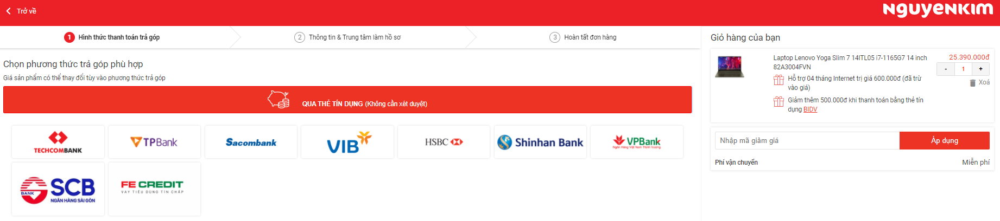 Trở về
NGUYENKIM
1 Hình thức thanh toán trả góp
2 Thông tin & Trung tâm làm hồ sơ
3 Hoàn tất đơn hàng
Chọn phương thức trả góp phù hợp
Giá sản phẩm có thể thay đổi tùy vào phương thức trả góp
QUA THẺ TÍN DỤNG (Không cần xét duyệt)
TECHCOMBANK
TPBank
Sacombank
VIB
HSBC
Shinhan Bank
VPBank
Ngân Hàng Việt Nam Thịnh Vượng
BANK
SCB
NGÂN HÀNG SÀI GÒN
FE CREDIT
VAY TIÊU DÙNG TÍN CHẤP
Giỏ hàng của bạn
Laptop Lenovo Yoga Slim 7 14ITL05 i7-1165G7 14 inch
82A3004FVN
25.390.000đ
- 1 +
Xoá
Hỗ trợ 04 tháng Internet trị giá 600.000đ (đã trừ
vào giá)
Giảm thêm 500.000đ khi thanh toán bằng thẻ tín
dụng BIDV
Nhập mã giảm giá
Áp dụng
Phí vận chuyển
Miễn phí